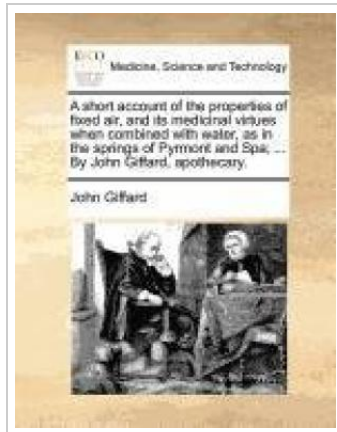 ECCO
Medicine, Science and Technology
A short account of the properties of
fixed air, and its medicinal virtues
when combined with water, as in
the springs of Pyrmont and Spa; ...
By John Giffard, apothecary.
John Giffard